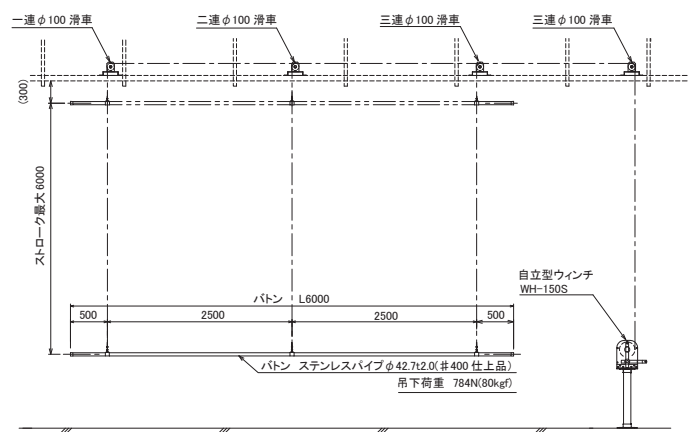 一連φ100 滑車
二連φ100 滑車
三連φ100 滑車
三連φ100 滑車
(300)
ストローク最大6000
自立型ウィンチ
WH-150S
バトン L6000
500
2500
2500
500
バトン ステンレスパイプφ42.7t2.0(#400 仕上品)
吊下荷重 784N(80kgf)